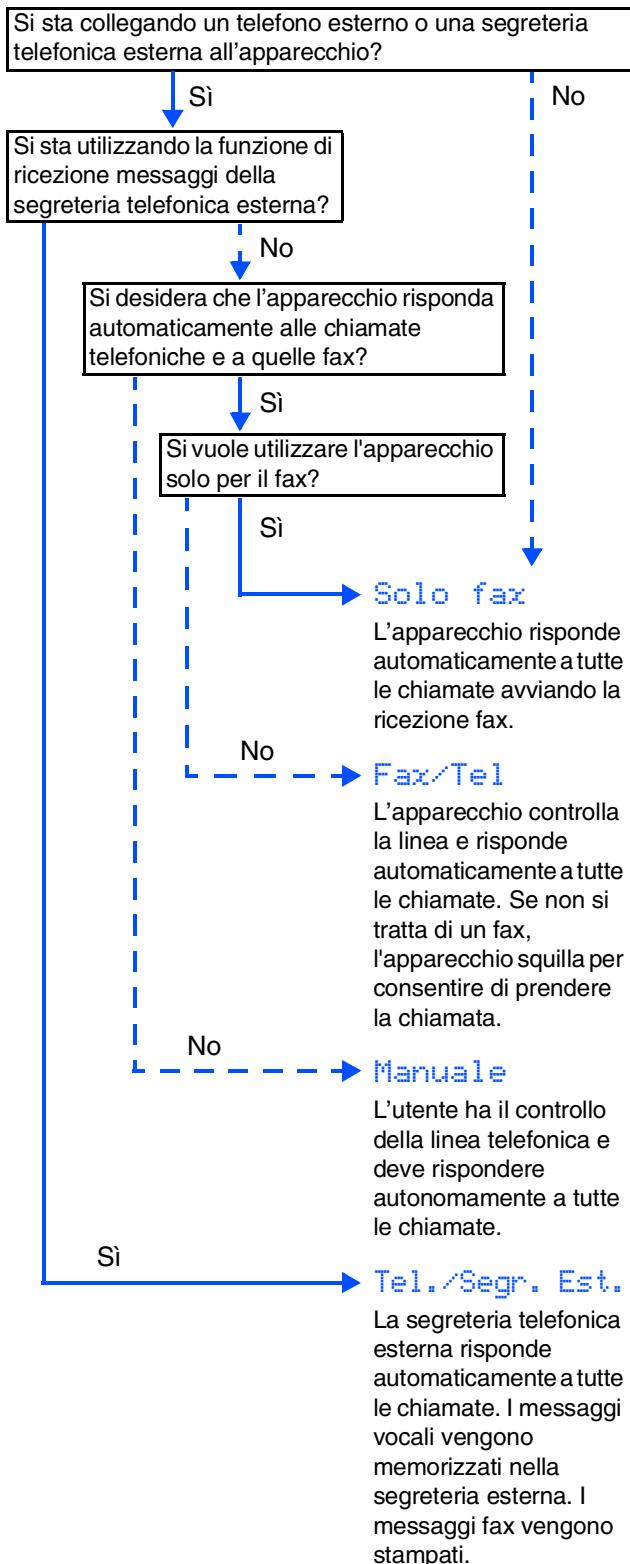 Si sta collegando un telefono esterno o una segreteria
telefonica esterna all'apparecchio?
Sì
No
Si sta utilizzando la funzione di
ricezione messaggi della
segreteria telefonica esterna?
No
Si desidera che l'apparecchio risponda
automaticamente alle chiamate
telefoniche e a quelle fax?
Sì
Si vuole utilizzare l'apparecchio
solo per il fax?
Sì
Solo fax
L'apparecchio risponde
automaticamente a tutte
le chiamate avviando la
ricezione fax.
No
Fax/Tel
L'apparecchio controlla
la linea e risponde
automaticamente a tutte
le chiamate. Se non si
tratta di un fax,
l'apparecchio squilla per
consentire di prendere
la chiamata.
No
Manuale
L'utente ha il controllo
della linea telefonica e
deve rispondere
autonomamente a tutte
le chiamate.
Sì
Tel./Segr. Est.
La segreteria telefonica
esterna risponde
automaticamente a tutte
le chiamate. I messaggi
vocali vengono
memorizzati nella
segreteria esterna. I
messaggi fax vengono
stampati.